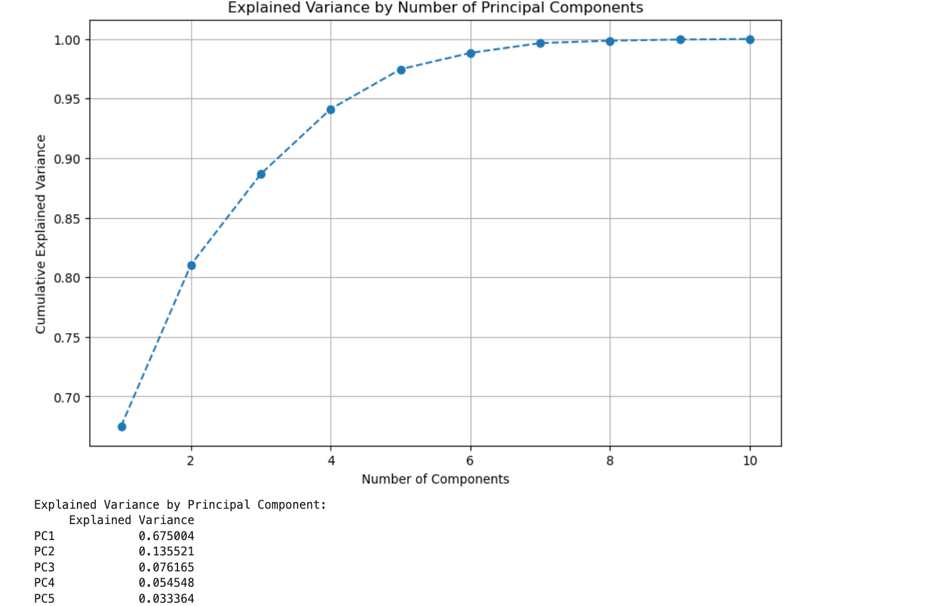 Explained Variance by Number of Principal Components
1.00
0.95
0.90
0.85
0.80
0.75
0.70
Cumulative Explained Variance
2 4 6 8 10
Number of Components
Explained Variance by Principal Component:
Explained Variance
PC1 0.675004
PC2 0.135521
PC3 0.076165
PC4 0.054548
PC5 0.033364